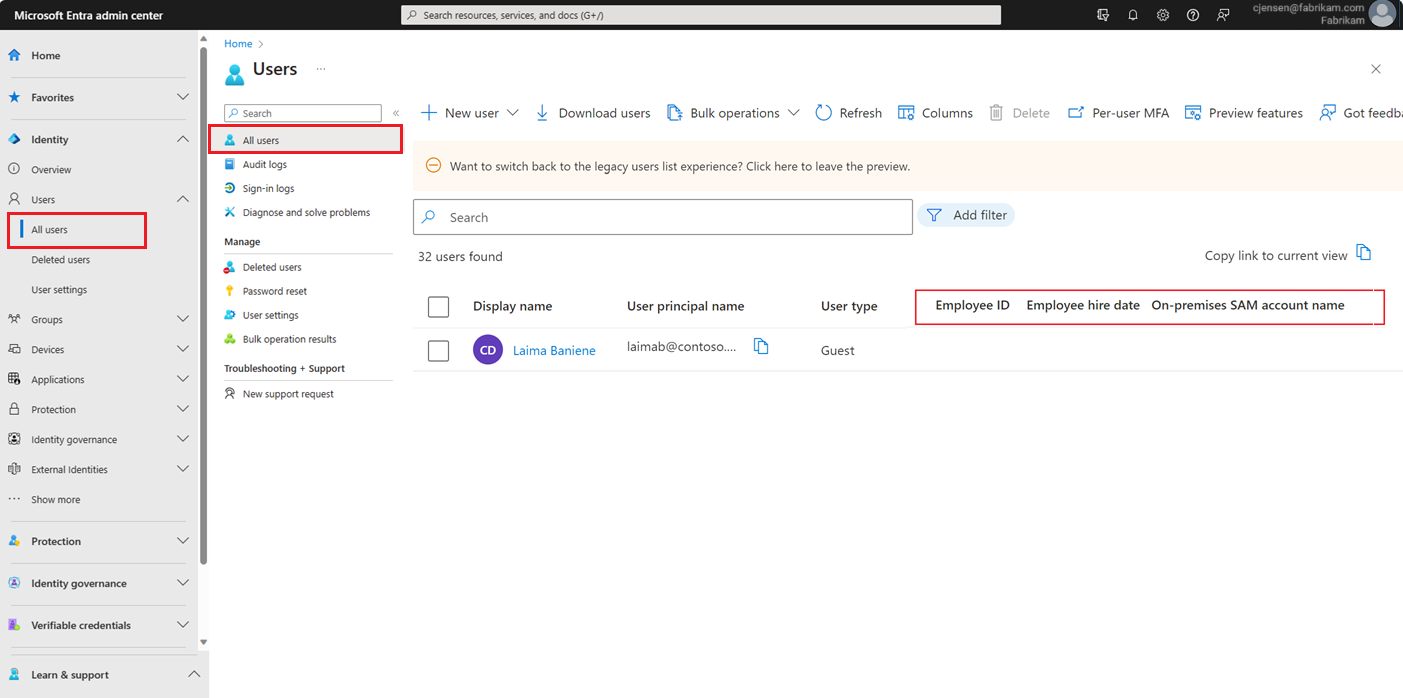 Microsoft Entra admin center
Search resources, services, and docs (G+/)
cjensen@fabrikam.com
Fabrikam
Home
Favorites
Identity
Overview
Users
All users
Deleted users
User settings
Groups
Devices
Applications
Protection
Identity governance
External Identities
Show more
Protection
Identity governance
Verifiable credentials
Learn & support
Home
Users
Search
All users
Audit logs
Sign-in logs
Diagnose and solve problems
Manage
Deleted users
Password reset
User settings
Bulk operation results
Troubleshooting + Support
New support request
New user Download users Bulk operations Refresh Columns Delete Per-user MFA Preview features Got feedba
Want to switch back to the legacy users list experience? Click here to leave the preview.
Search
Add filter
32 users found
Copy link to current view
Display name User principal name User type Employee ID Employee hire date On-premises SAM account name
CD Laima Baniene laimab@contoso.... Guest